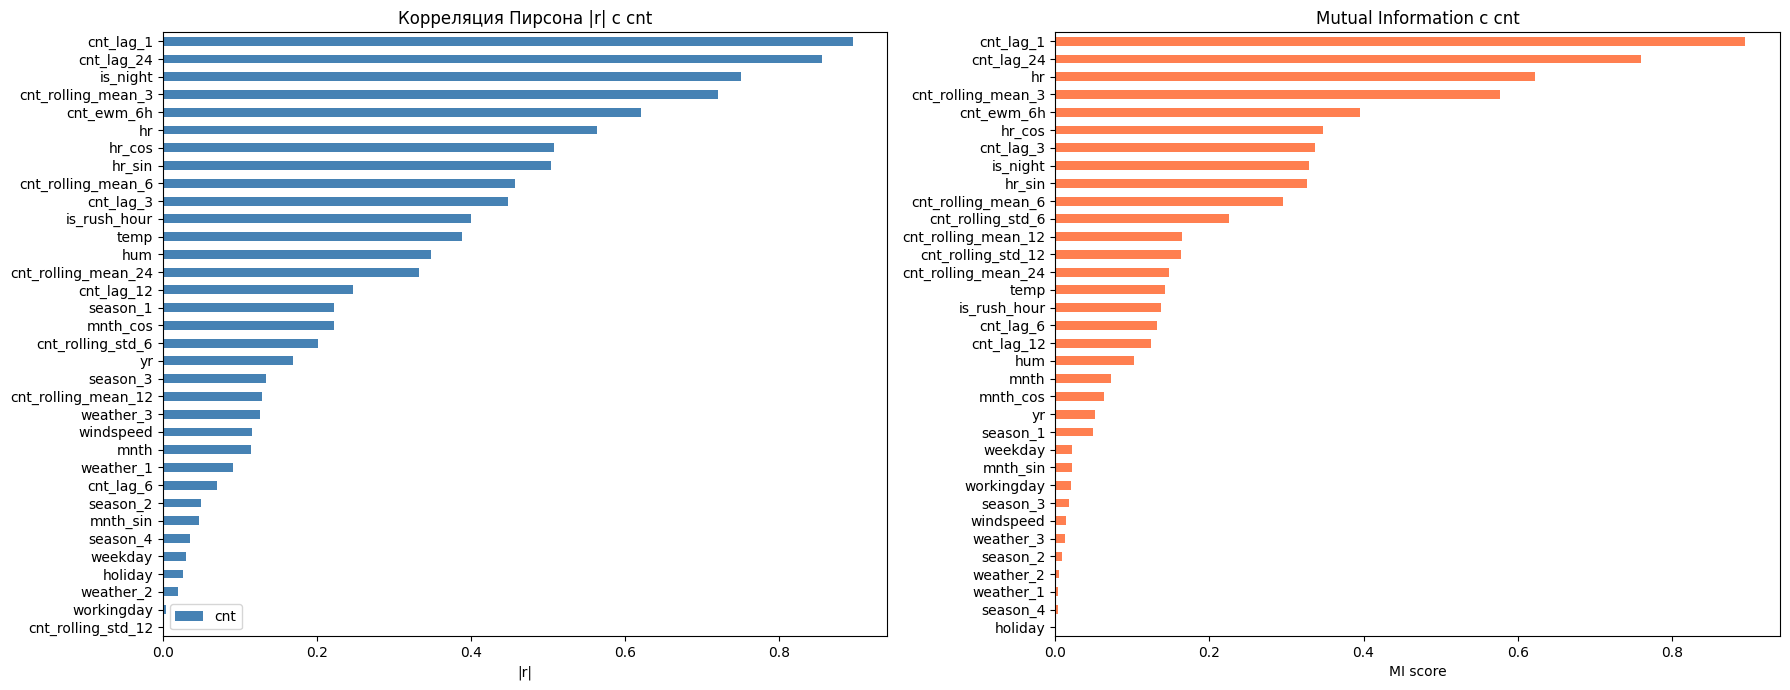 Корреляция Пирсона |r| с cnt
cnt_lag_1
cnt_lag_24
is_night
cnt_rolling_mean_3
cnt_ewm_6h
hr
hr_cos
hr_sin
cnt_rolling_mean_6
cnt_lag_3
is_rush_hour
temp
hum
cnt_rolling_mean_24
cnt_lag_12
season_1
mnth_cos
cnt_rolling_std_6
yr
season_3
cnt_rolling_mean_12
weather_3
windspeed
mnth
weather_1
cnt_lag_6
season_2
mnth_sin
season_4
weekday
holiday
weather_2
workingday
cnt_rolling_std_12
cnt
0.0 0.2 0.4 0.6 0.8
|r|
Mutual Information с cnt
cnt_lag_1
cnt_lag_24
hr
cnt_rolling_mean_3
cnt_ewm_6h
hr_cos
cnt_lag_3
is_night
hr_sin
cnt_rolling_mean_6
cnt_rolling_std_6
cnt_rolling_mean_12
cnt_rolling_std_12
cnt_rolling_mean_24
temp
is_rush_hour
cnt_lag_6
cnt_lag_12
hum
mnth
mnth_cos
yr
season_1
weekday
mnth_sin
workingday
season_3
windspeed
weather_3
season_2
weather_2
weather_1
season_4
holiday
0.0 0.2 0.4 0.6 0.8
MI score